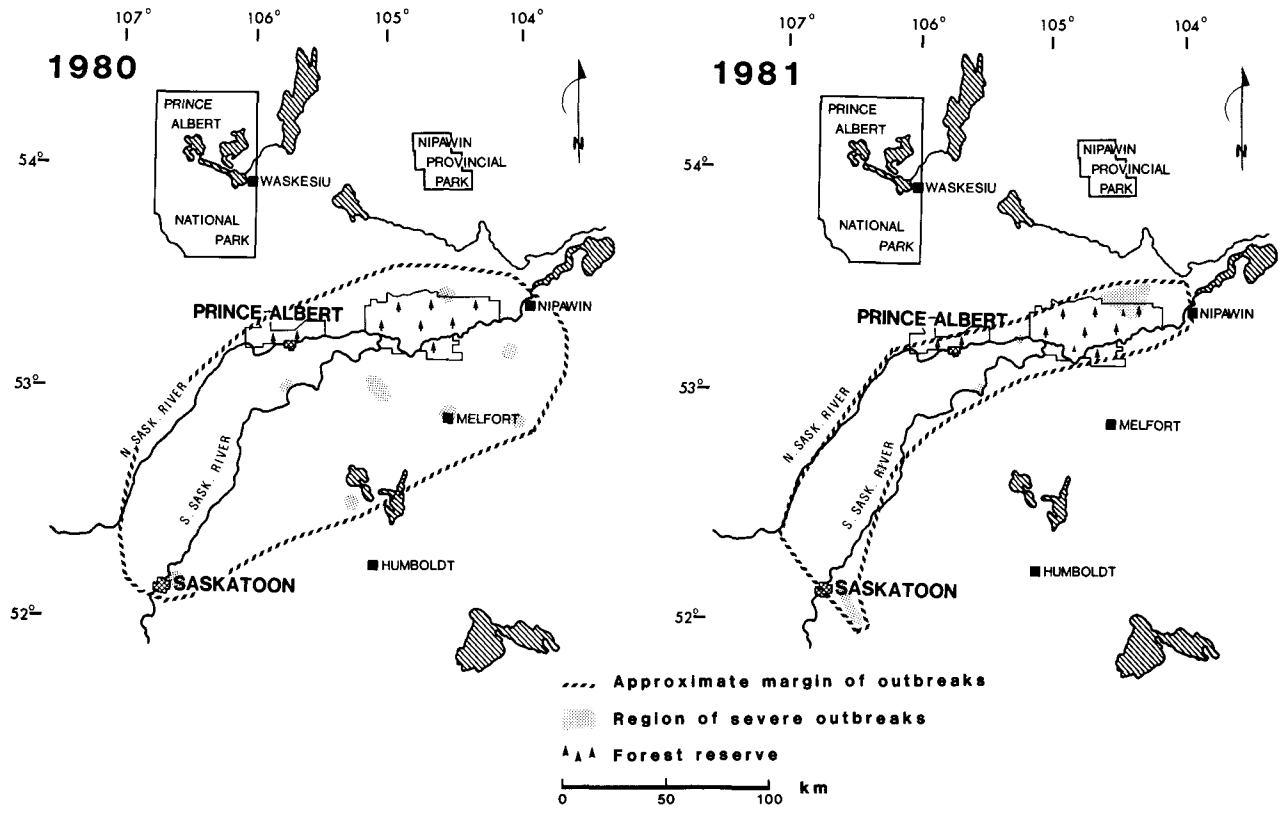 107° 106° 105° 104°
1980
PRINCE
ALBERT
NIPAWIN
PROVINCIAL
PARK
N
54°
WASKESIU
NATIONAL
PARK
PRINCE ALBERT
NIPAWIN
53°
N. SASK. RIVER
MELFORT
S. SASK. RIVER
HUMBOLDT
SASKATOON
52°
107° 106° 105° 104°
1981
PRINCE
ALBERT
NIPAWIN
PROVINCIAL
PARK
N
54°
WASKESIU
NATIONAL
PARK
PRINCE ALBERT
NIPAWIN
53°
N. SASK. RIVER
MELFORT
S. SASK. RIVER
HUMBOLDT
SASKATOON
52°
Approximate margin of outbreaks
Region of severe outbreaks
Forest reserve
km
0 50 100